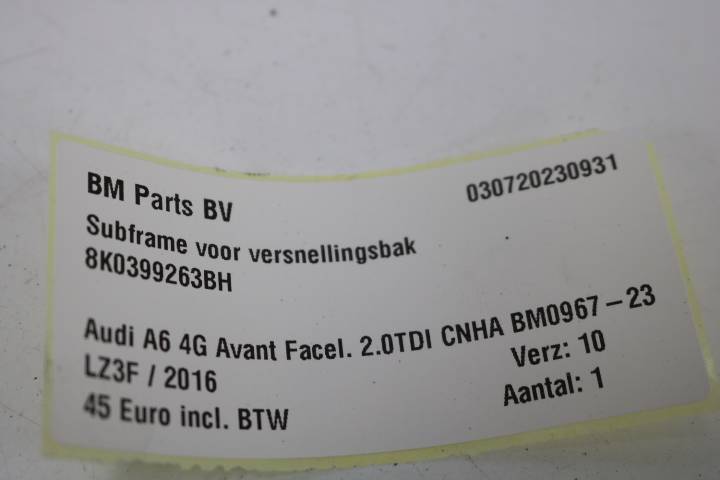 BM Parts BV 030720230931
Subframe voor versnellingsbak
8K0399263BH
Audi A6 4G Avant Facel. 2.0TDI CNHA BM0967-23
LZ3F / 2016 Verz: 10
45 Euro incl. BTW Aantal: 1